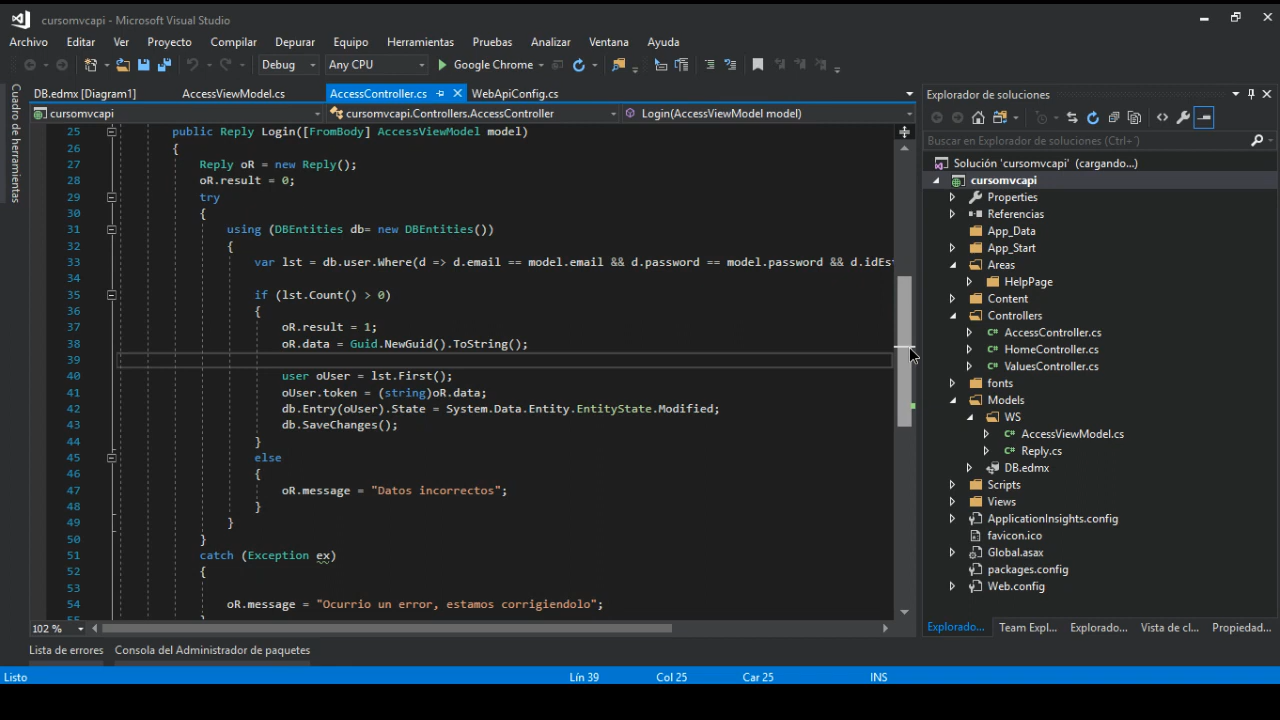 cursomvcapi - Microsoft Visual Studio
Archivo Editar Ver Proyecto Compilar Depurar Equipo Herramientas Pruebas Analizar Ventana Ayuda
Debug Any CPU Google Chrome
Cuadro de herramientas
DB.edmx [Diagram1] AccessViewModel.cs AccessController.cs WebApiConfig.cs
cursomvcapi cursomvcapi.Controllers.AccessController Login(AccessViewModel model)
25 public Reply Login([FromBody] AccessViewModel model)
26 {
27 Reply oR = new Reply();
28 oR.result = 0;
29 try
30 {
31 using (DBEntities db= new DBEntities())
32 {
33 var lst = db.user.Where(d => d.email == model.email && d.password == model.password && d.idEst
34
35 if (lst.Count() > 0)
36 {
37 oR.result = 1;
38 oR.data = Guid.NewGuid().ToString();
39
40 user oUser = lst.First();
41 oUser.token = (string)oR.data;
42 db.Entry(oUser).State = System.Data.Entity.EntityState.Modified;
43 db.SaveChanges();
44 }
45 else
46 {
47 oR.message = "Datos incorrectos";
48 }
49 }
50 }
51 catch (Exception ex)
52 {
53
54 oR.message = "Ocurrio un error, estamos corrigiendolo";
102 %
Explorador de soluciones
Buscar en Explorador de soluciones (Ctrl+')
Solución 'cursomvcapi' (cargando...)
cursomvcapi
Properties
Referencias
App_Data
App_Start
Areas
HelpPage
Content
Controllers
AccessController.cs
HomeController.cs
ValuesController.cs
fonts
Models
WS
AccessViewModel.cs
Reply.cs
DB.edmx
Scripts
Views
ApplicationInsights.config
favicon.ico
Global.asax
packages.config
Web.config
Explorado... Team Expl... Explorado... Vista de cl... Propiedad...
Lista de errores Consola del Administrador de paquetes
Listo Lín 39 Col 25 Car 25 INS